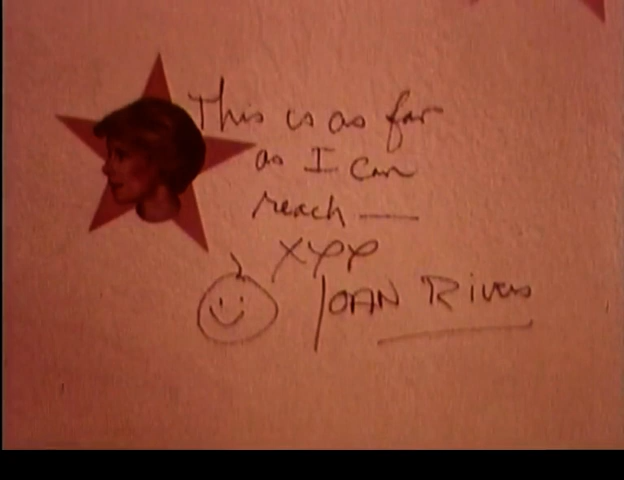 This is as far
as I can
reach —
XXX
JOAN Rivers